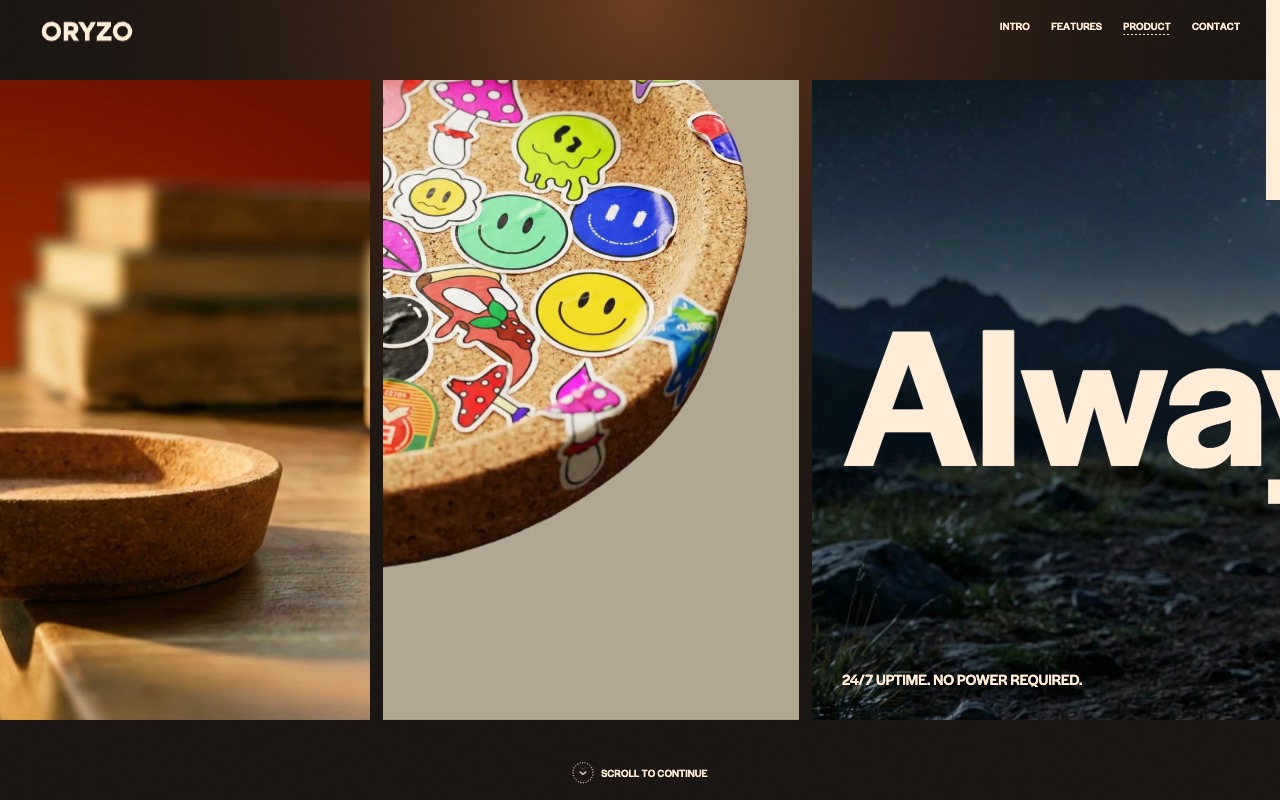 ORYZO
INTRO
FEATURES
PRODUCT
CONTACT
Alway
24/7 UPTIME. NO POWER REQUIRED.
SCROLL TO CONTINUE